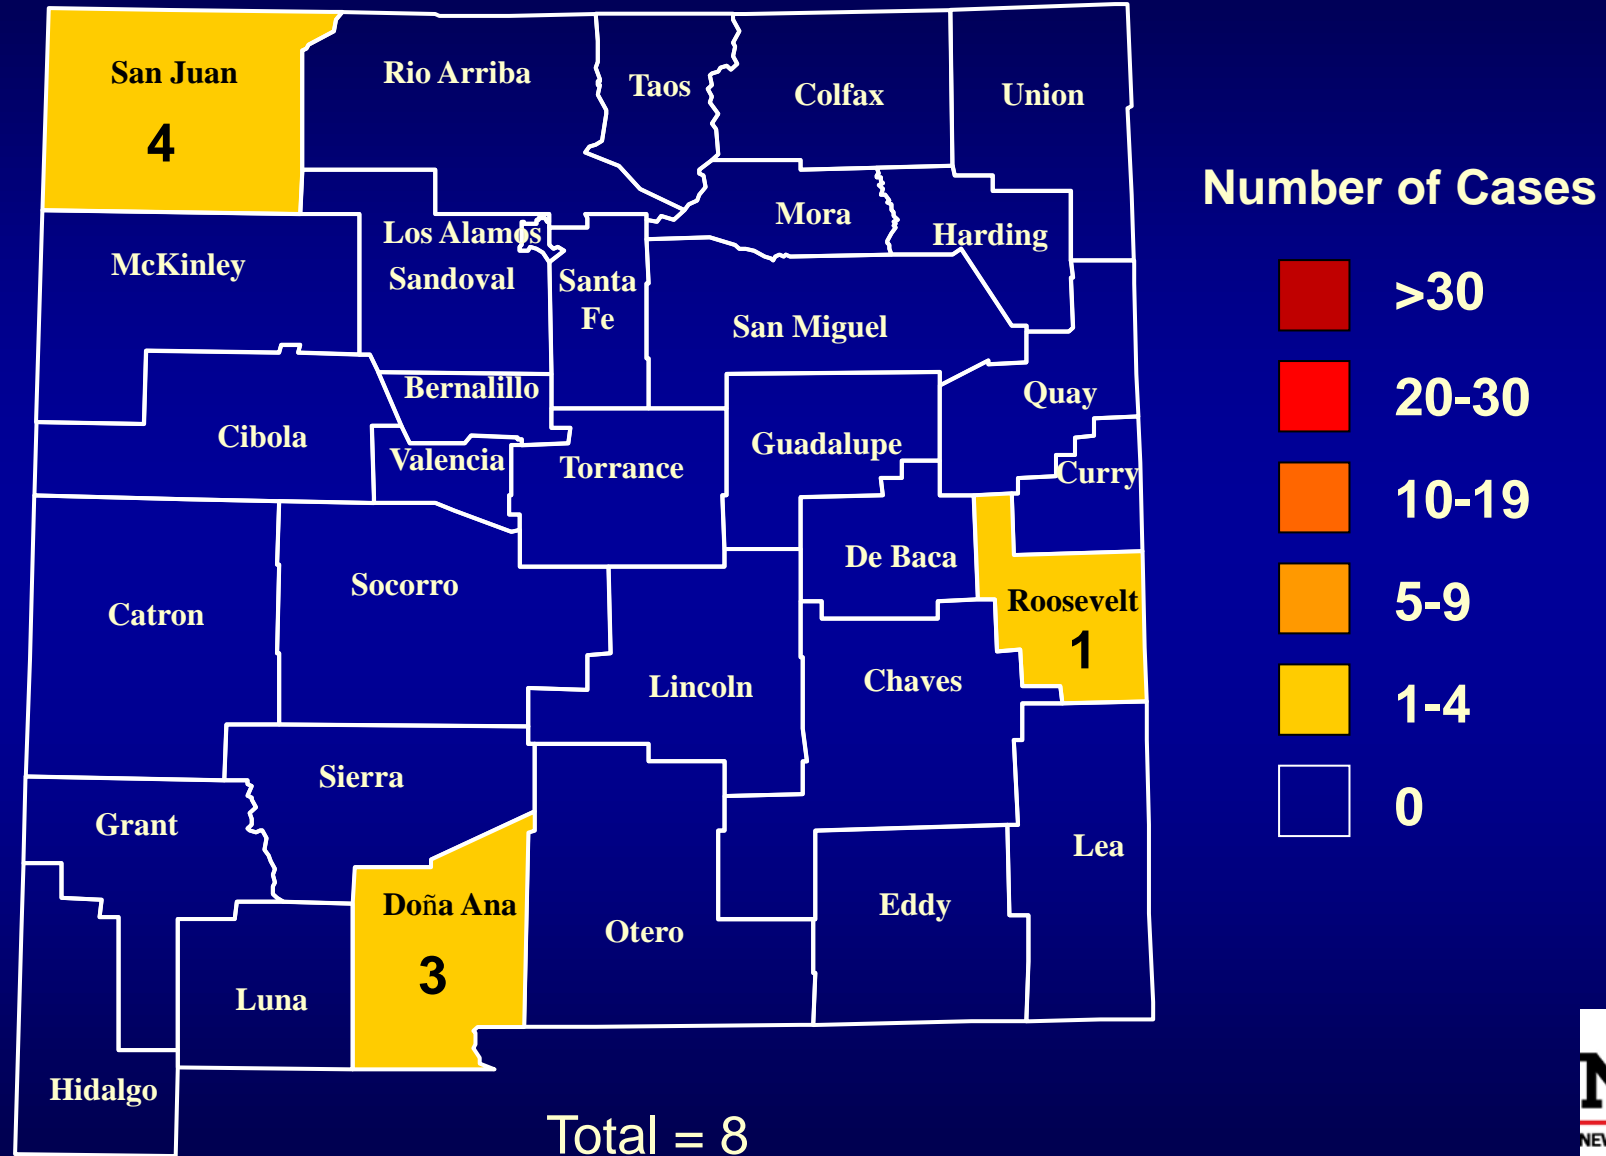 San Juan
4
Rio Arriba
Taos
Colfax
Union
Number of Cases
McKinley
Los Alamos
Sandoval
Santa
Fe
Mora
Harding
San Miguel
>30
20-30
10-19
5-9
1-4
0
Bernalillo
Quay
Cibola
Valencia
Torrance
Guadalupe
Curry
Catron
Socorro
De Baca
Roosevelt
1
Lincoln
Chaves
Sierra
Grant
Doña Ana
3
Otero
Eddy
Lea
Luna
Hidalgo
Total = 8
N
NEV